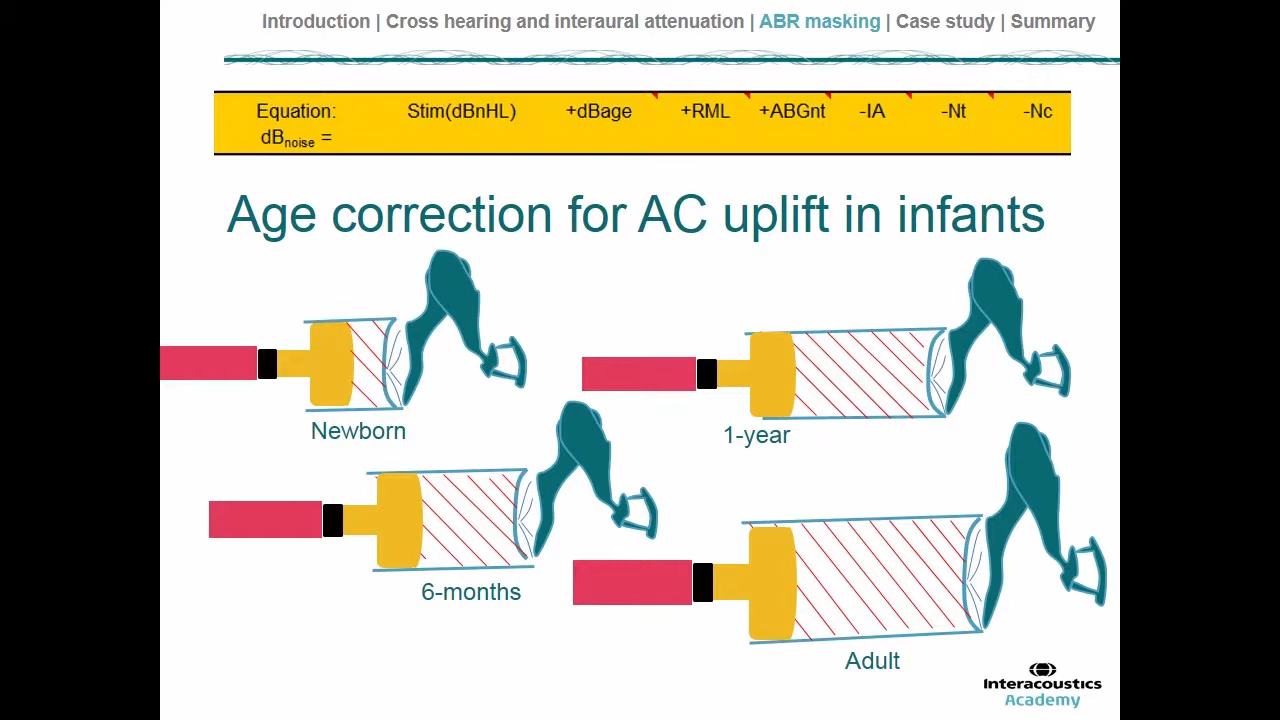 Introduction | Cross hearing and interaural attenuation | ABR masking | Case study | Summary
Equation: Stim(dBnHL) +dBage +RML +ABGnt -IA -Nt -Nc
dBnoise =
Age correction for AC uplift in infants
Newborn
1-year
6-months
Adult
Interacoustics
Academy